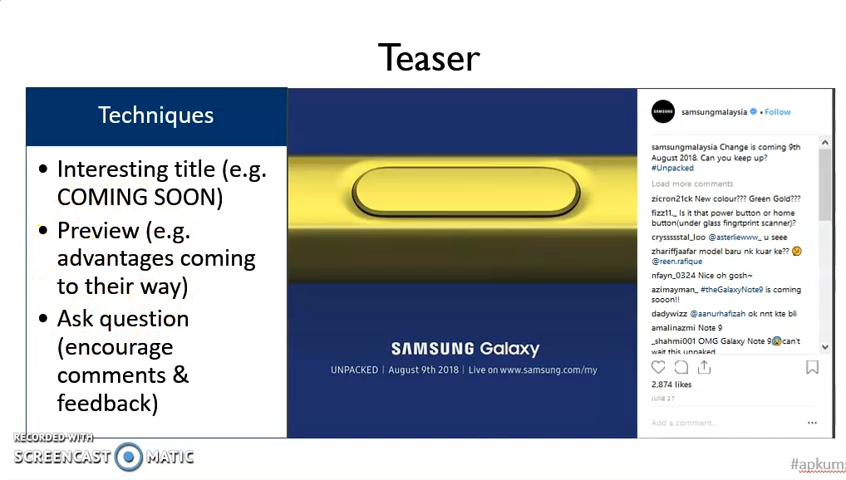 Teaser
Techniques
• Interesting title (e.g.
COMING SOON)
• Preview (e.g.
advantages coming
to their way)
• Ask question
(encourage
comments &
feedback)
SAMSUNG Galaxy
UNPACKED | August 9th 2018 | Live on www.samsung.com/my
SAMSUNG
samsungmalaysia • Follow
samsungmalaysia Change is coming 9th
August 2018. Can you keep up?
#Unpacked
Load more comments
zicron21ck New colour??? Green Gold???
fizz11._ Is it that power button or home
button(under glass fingrtprint scanner)?
cryssssstal_loo @asterliewww_ u seee
zhariffjaafar model baru nk kuar ke??
@reen.rafique
nfayn_0324 Nice oh gosh~
azimayman_ #theGalaxyNote9 is coming
sooon!!
dadywizz @aanurhafizah ok nnt kte bli
amalinazmi Note 9
_shahmi001 OMG Galaxy Note 9 can't
wait this unpaked
2,874 likes
JUNE 27
Add a comment...
RECORDED WITH
SCREENCAST MATIC
#apkums